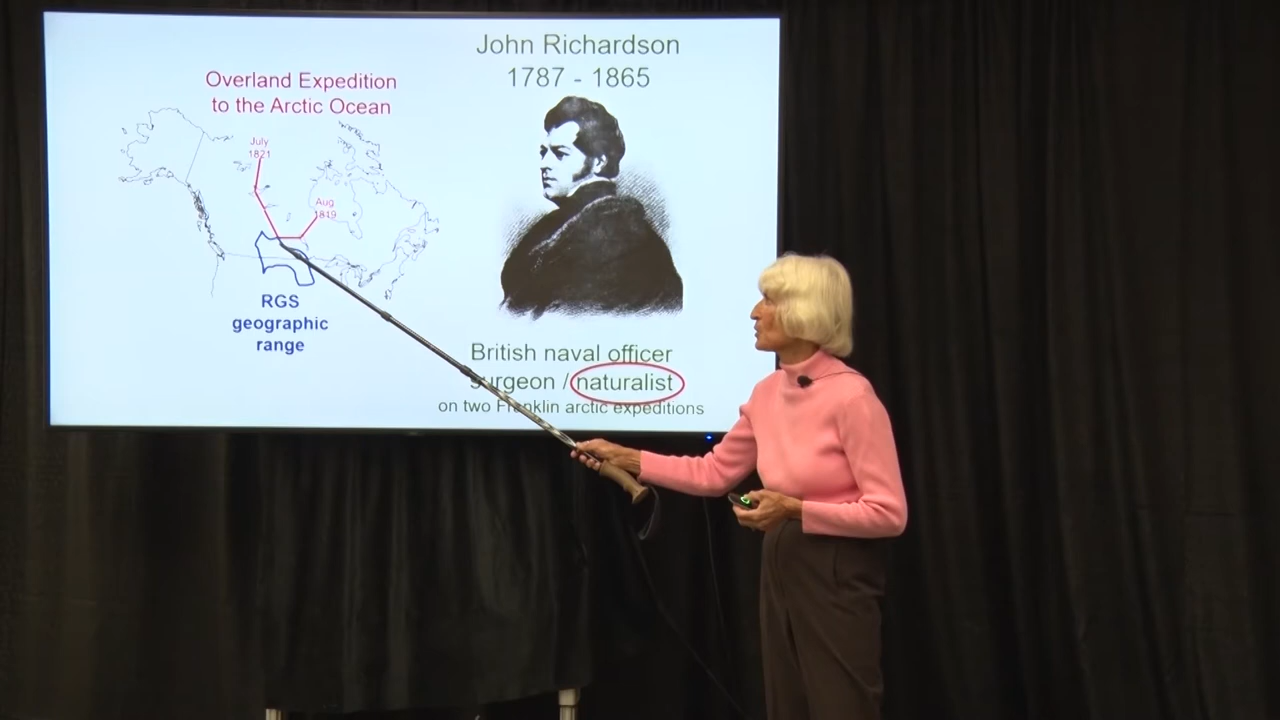 John Richardson
1787 - 1865
Overland Expedition
to the Arctic Ocean
July
1821
Aug
1819
RGS
geographic
range
British naval officer
surgeon / naturalist
on two Franklin arctic expeditions